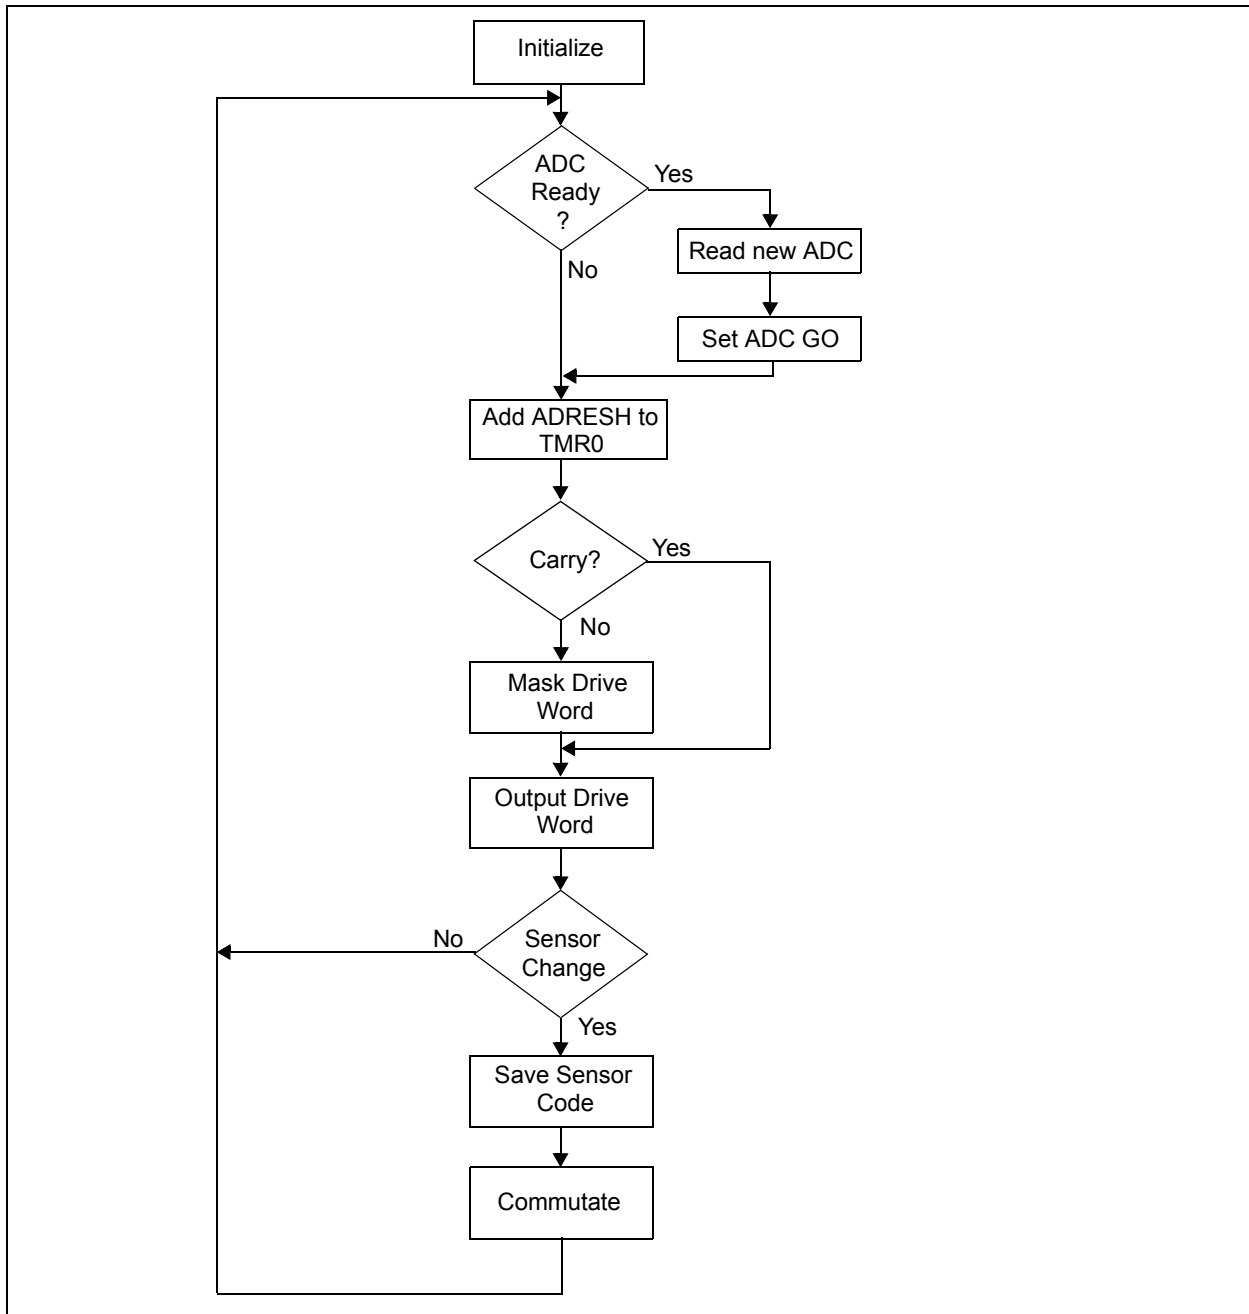 Initialize
ADC
Ready
?
Yes
Read new ADC
No
Set ADC GO
Add ADRESH to
TMR0
Carry?
Yes
No
Mask Drive
Word
Output Drive
Word
No
Sensor
Change
Yes
Save Sensor
Code
Commutate